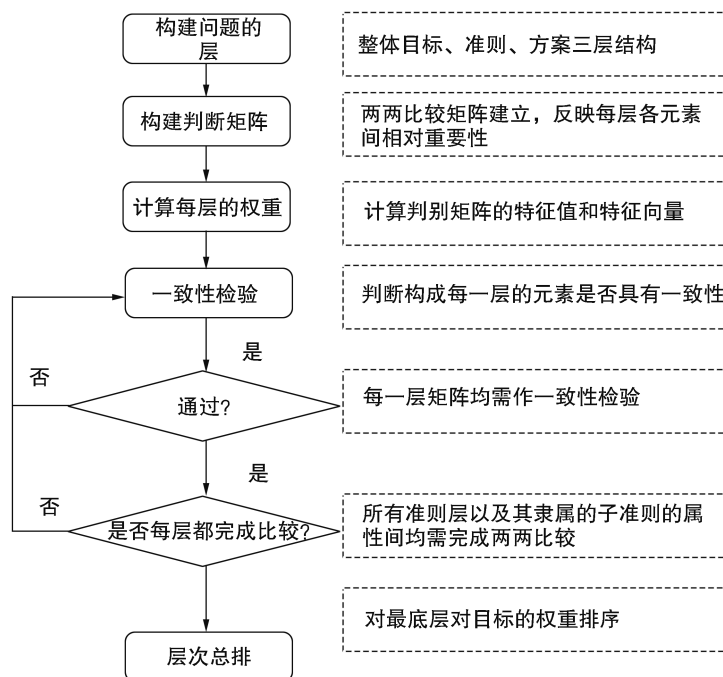 构建问题的
层
整体目标、准则、方案三层结构
构建判断矩阵
两两比较矩阵建立，反映每层各元素
间相对重要性
计算每层的权重
计算判别矩阵的特征值和特征向量
一致性检验
判断构成每一层的元素是否具有一致性
是
否
通过?
每一层矩阵均需作一致性检验
是
否
是否每层都完成比较?
所有准则层以及其隶属的子准则的属
性间均需完成两两比较
对最底层对目标的权重排序
层次总排